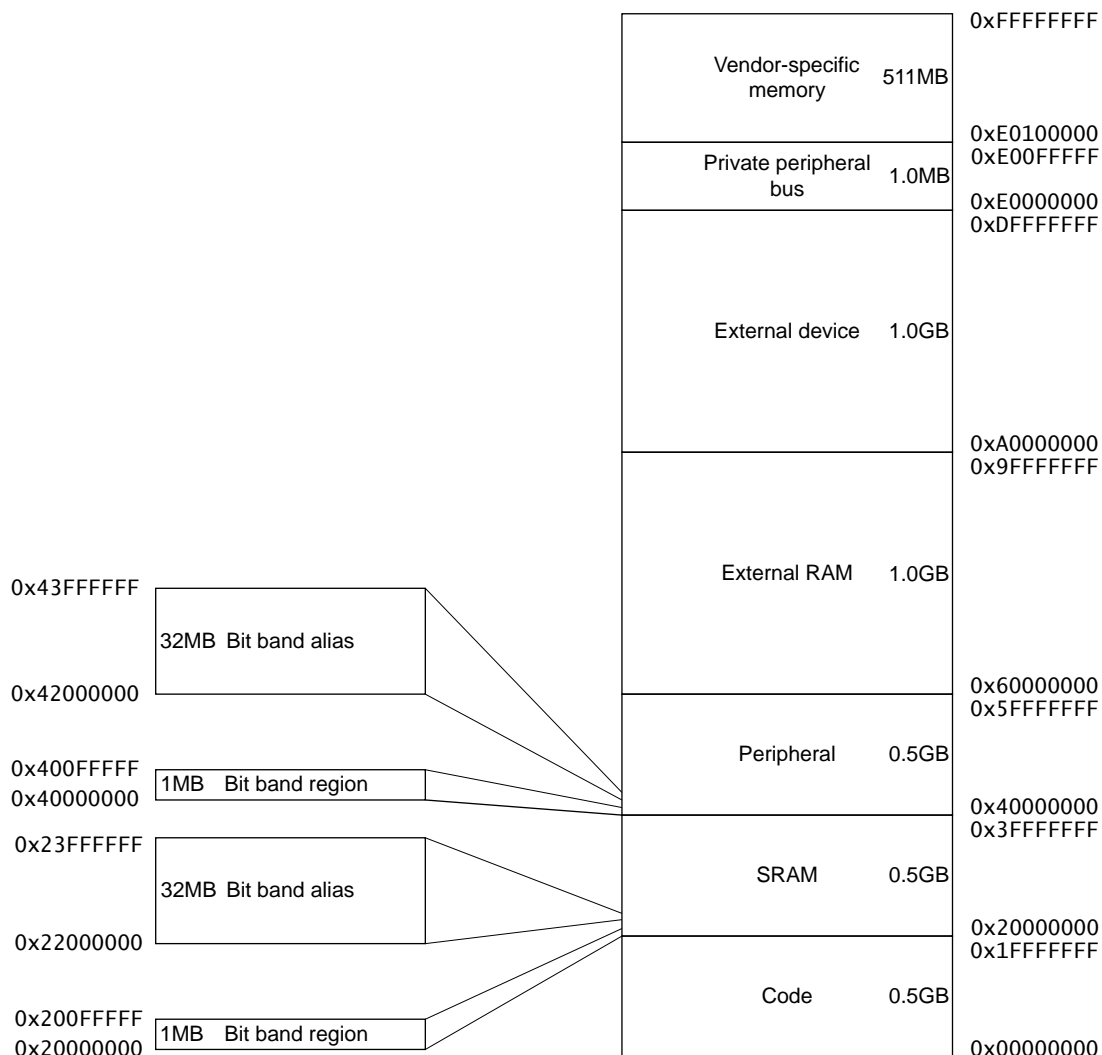 0xFFFFFFFF
Vendor-specific
memory
511MB
0xE0100000
0xE00FFFFF
Private peripheral
bus
1.0MB
0xE0000000
0xDFFFFFFF
External device 1.0GB
0xA0000000
0x9FFFFFFF
External RAM 1.0GB
0x60000000
0x5FFFFFFF
Peripheral 0.5GB
0x40000000
0x3FFFFFFF
SRAM 0.5GB
0x20000000
0x1FFFFFFF
Code 0.5GB
0x00000000
0x43FFFFFF
32MB Bit band alias
0x42000000
0x400FFFFF
1MB Bit band region
0x40000000
0x23FFFFFF
32MB Bit band alias
0x22000000
0x200FFFFF
1MB Bit band region
0x20000000